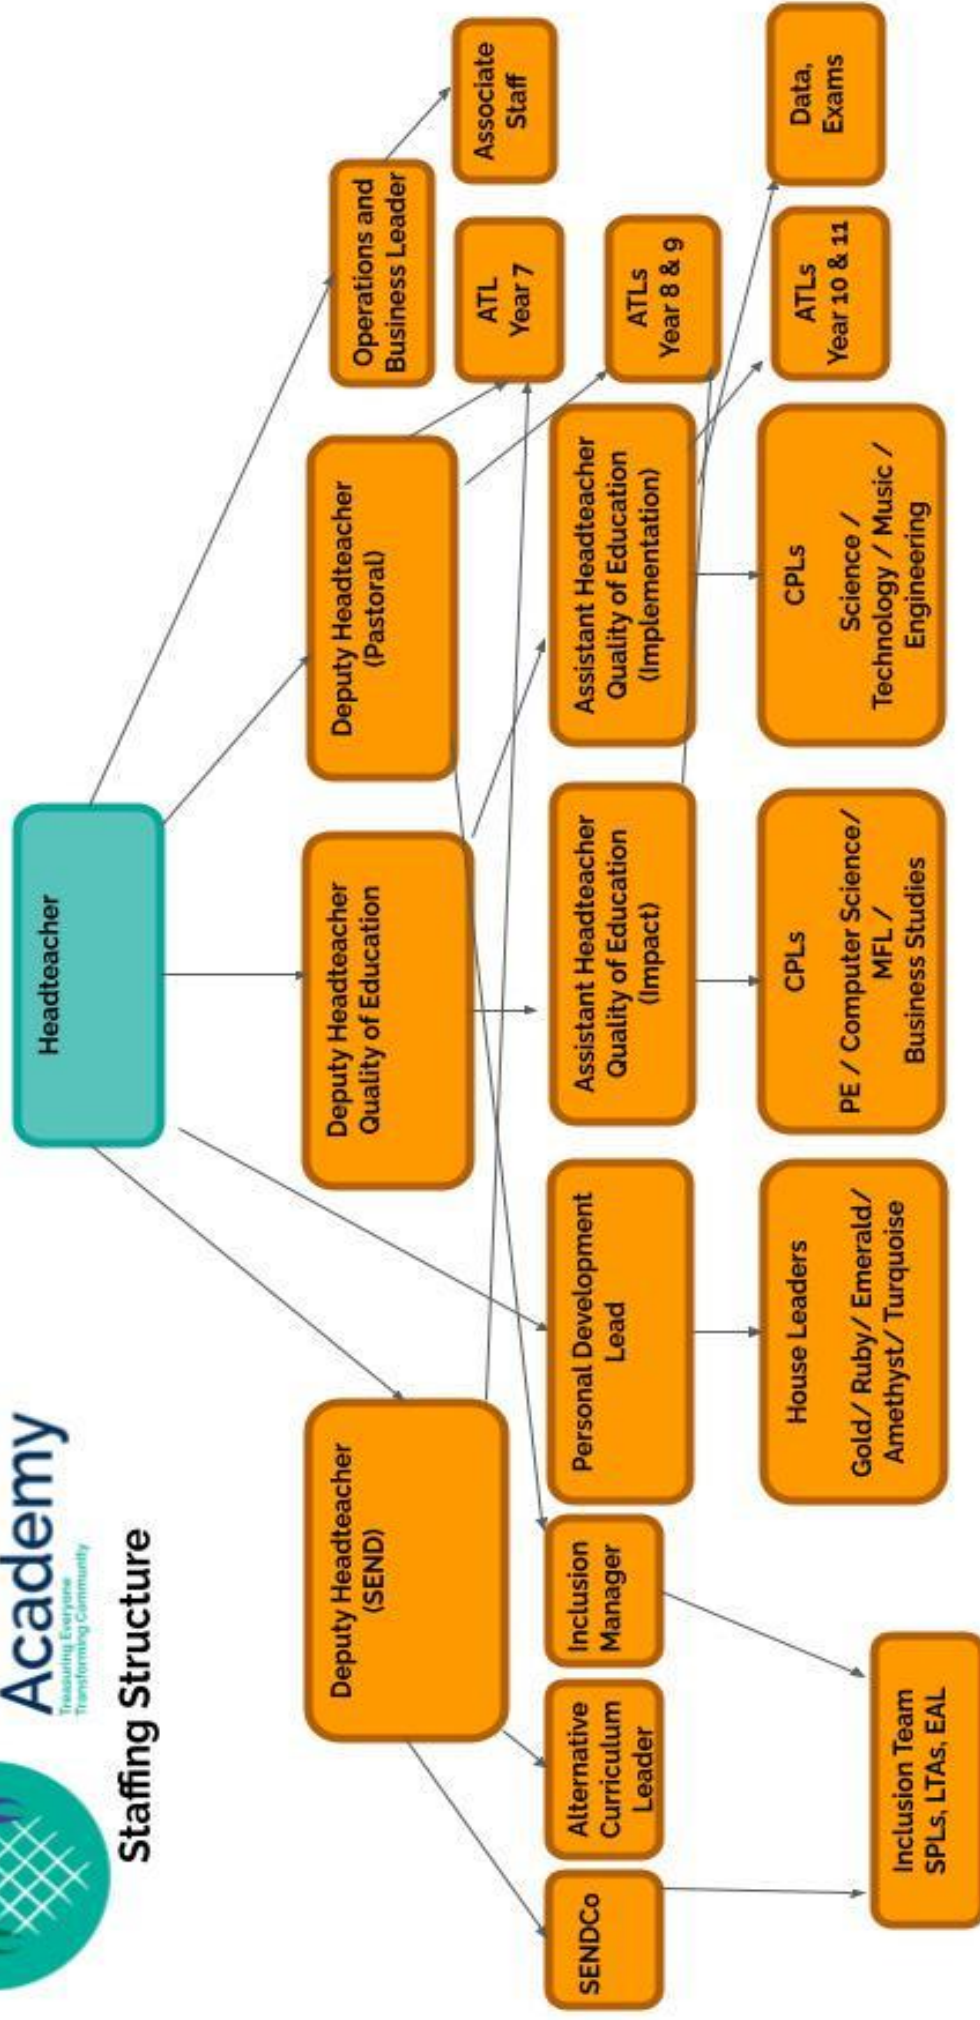 Academy
Treasuring Everyone
Transforming Community
Staffing Structure
Headteacher
Deputy Headteacher
(SEND)
Deputy Headteacher
Quality of Education
Deputy Headteacher
(Pastoral)
Operations and
Business Leader
Associate
Staff
ATL
Year 7
SENDCo
Alternative
Curriculum
Leader
Inclusion
Manager
Personal Development
Lead
Assistant Headteacher
Quality of Education
(Impact)
Assistant Headteacher
Quality of Education
(Implementation)
ATLs
Year 8 & 9
Inclusion Team
SPLs, LTAs, EAL
House Leaders
Gold/ Ruby/ Emerald/
Amethyst/ Turquoise
CPLs
PE / Computer Science/
MFL /
Business Studies
CPLs
Science /
Technology / Music /
Engineering
ATLs
Year 10 & 11
Data,
Exams